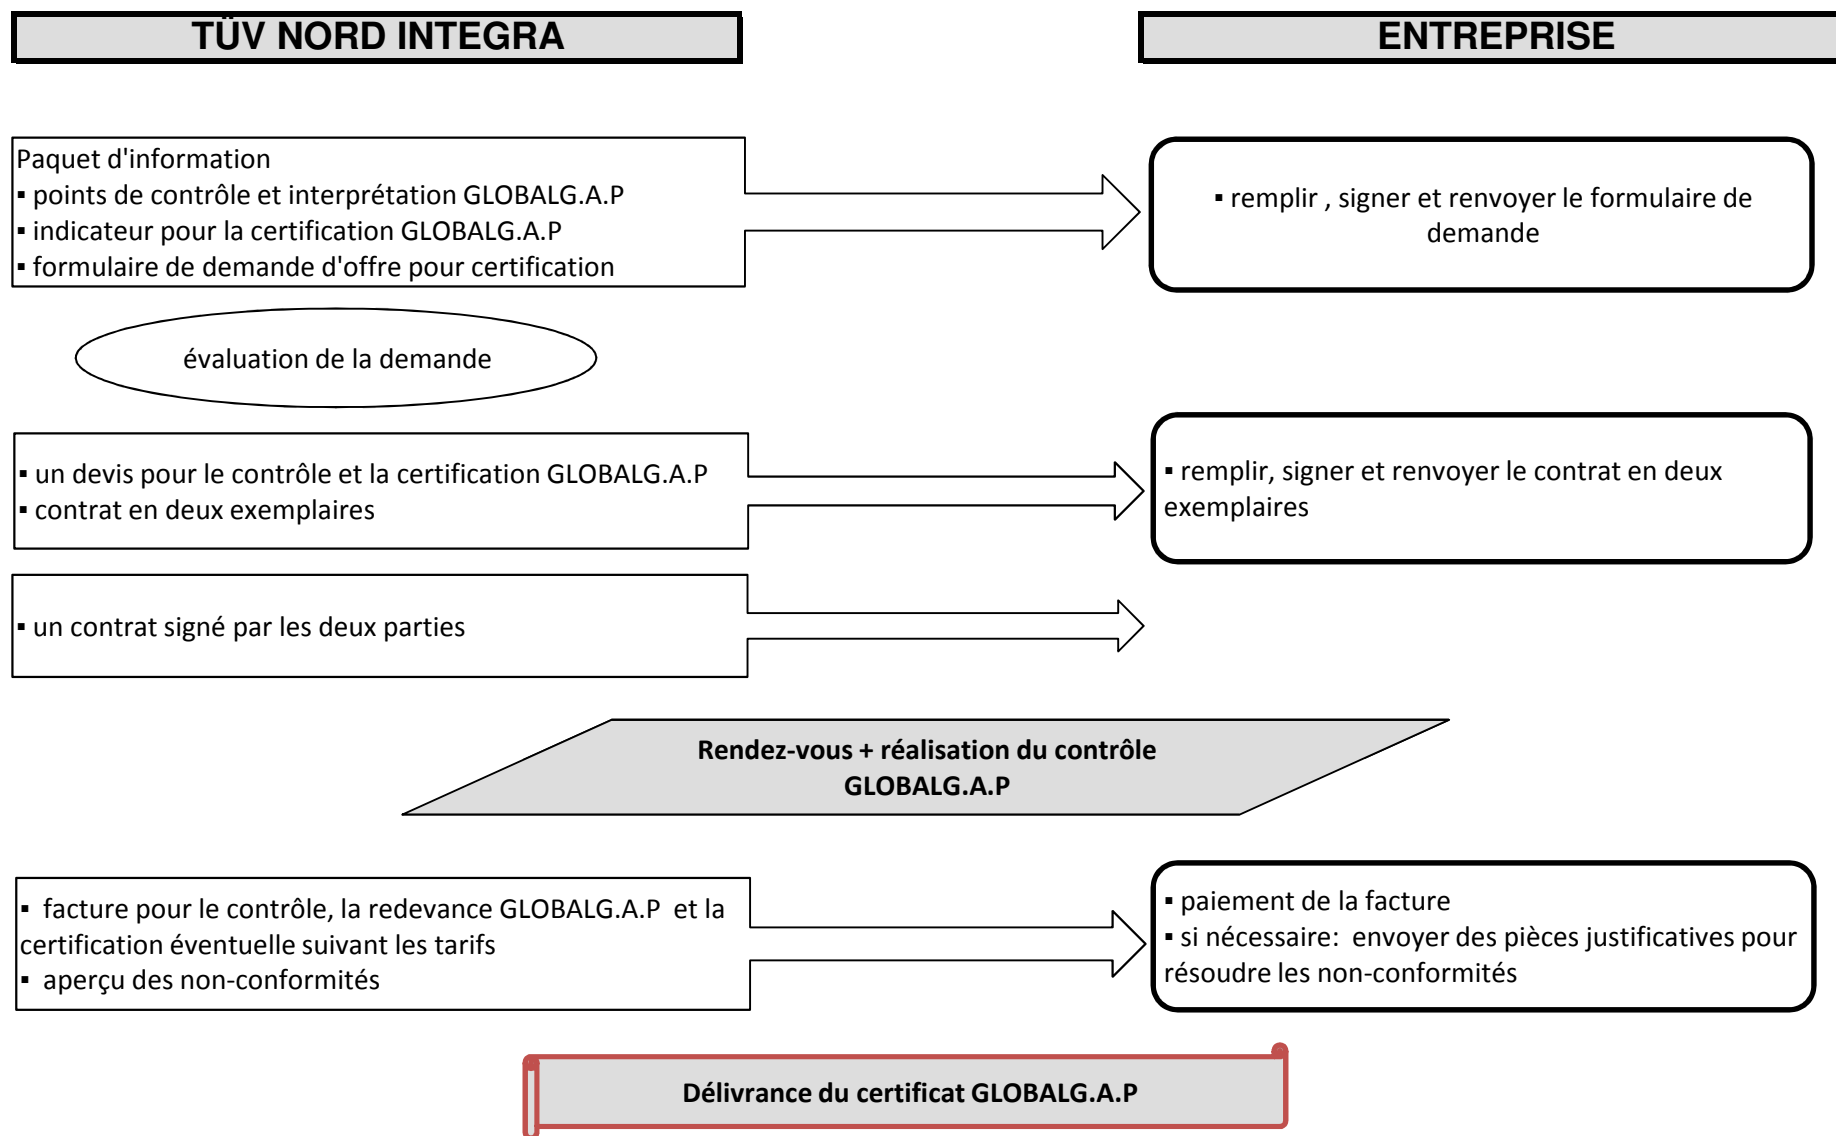 TÜV NORD INTEGRA
ENTREPRISE
Paquet d'information
▪ points de contrôle et interprétation GLOBALG.A.P
▪ indicateur pour la certification GLOBALG.A.P
▪ formulaire de demande d'offre pour certification
▪ remplir , signer et renvoyer le formulaire de
demande
évaluation de la demande
▪ un devis pour le contrôle et la certification GLOBALG.A.P
▪ contrat en deux exemplaires
▪ remplir, signer et renvoyer le contrat en deux
exemplaires
▪ un contrat signé par les deux parties
Rendez-vous + réalisation du contrôle
GLOBALG.A.P
▪ facture pour le contrôle, la redevance GLOBALG.A.P et la
certification éventuelle suivant les tarifs
▪ aperçu des non-conformités
▪ paiement de la facture
▪ si nécessaire: envoyer des pièces justificatives pour
résoudre les non-conformités
Délivrance du certificat GLOBALG.A.P